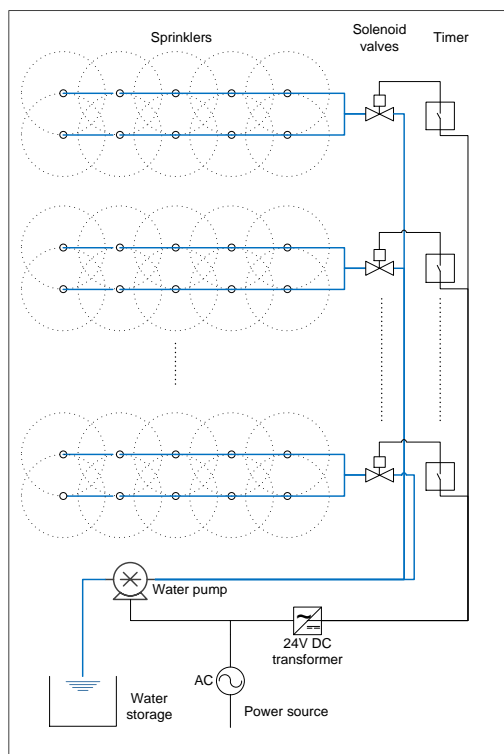 Sprinklers
Solenoid
valves
Timer
Water pump
24V DC
transformer
AC
Water
storage
Power source